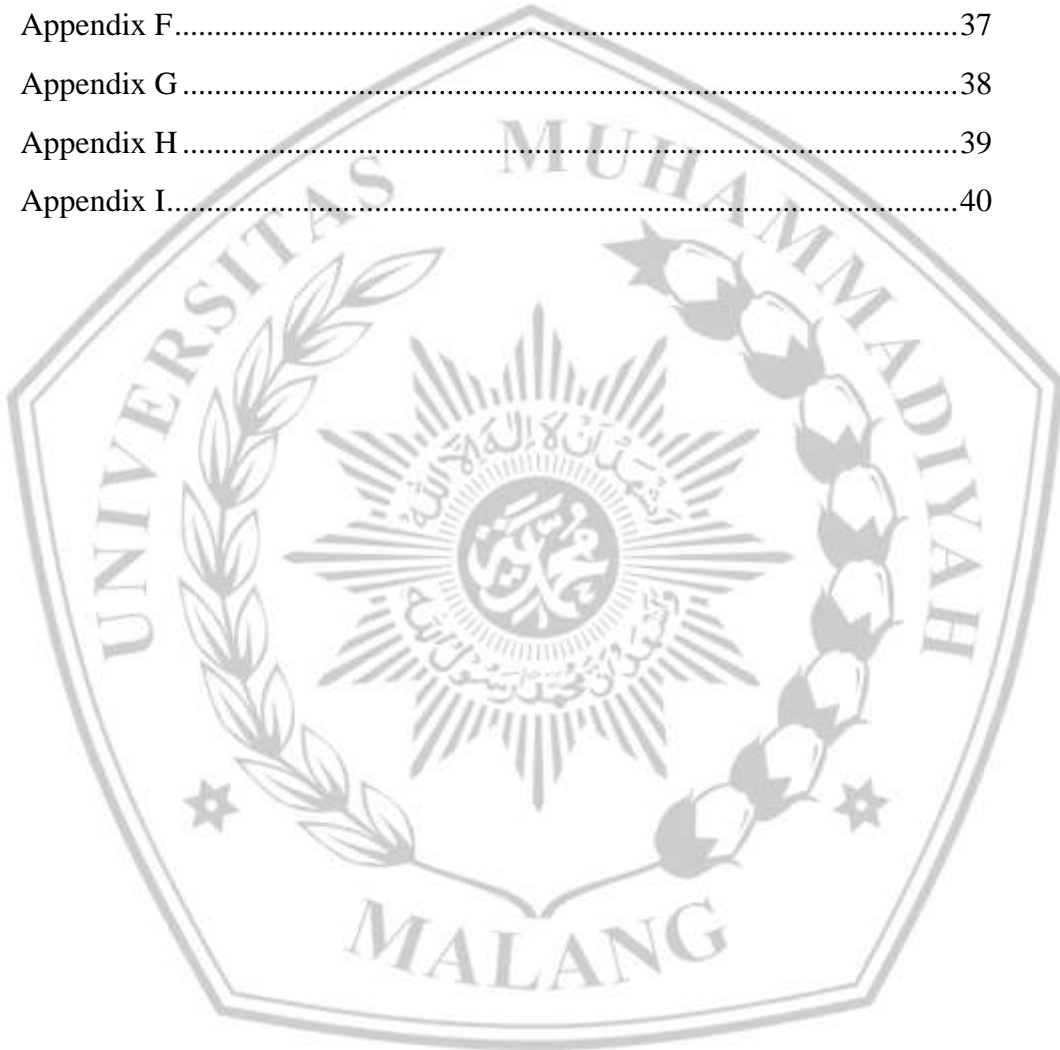 Appendix F........................................................................................37
Appendix G.......................................................................................38
Appendix H.......................................................................................39
Appendix I.........................................................................................40
UNIVERSITAS MUHAMMADIYAH
MALANG